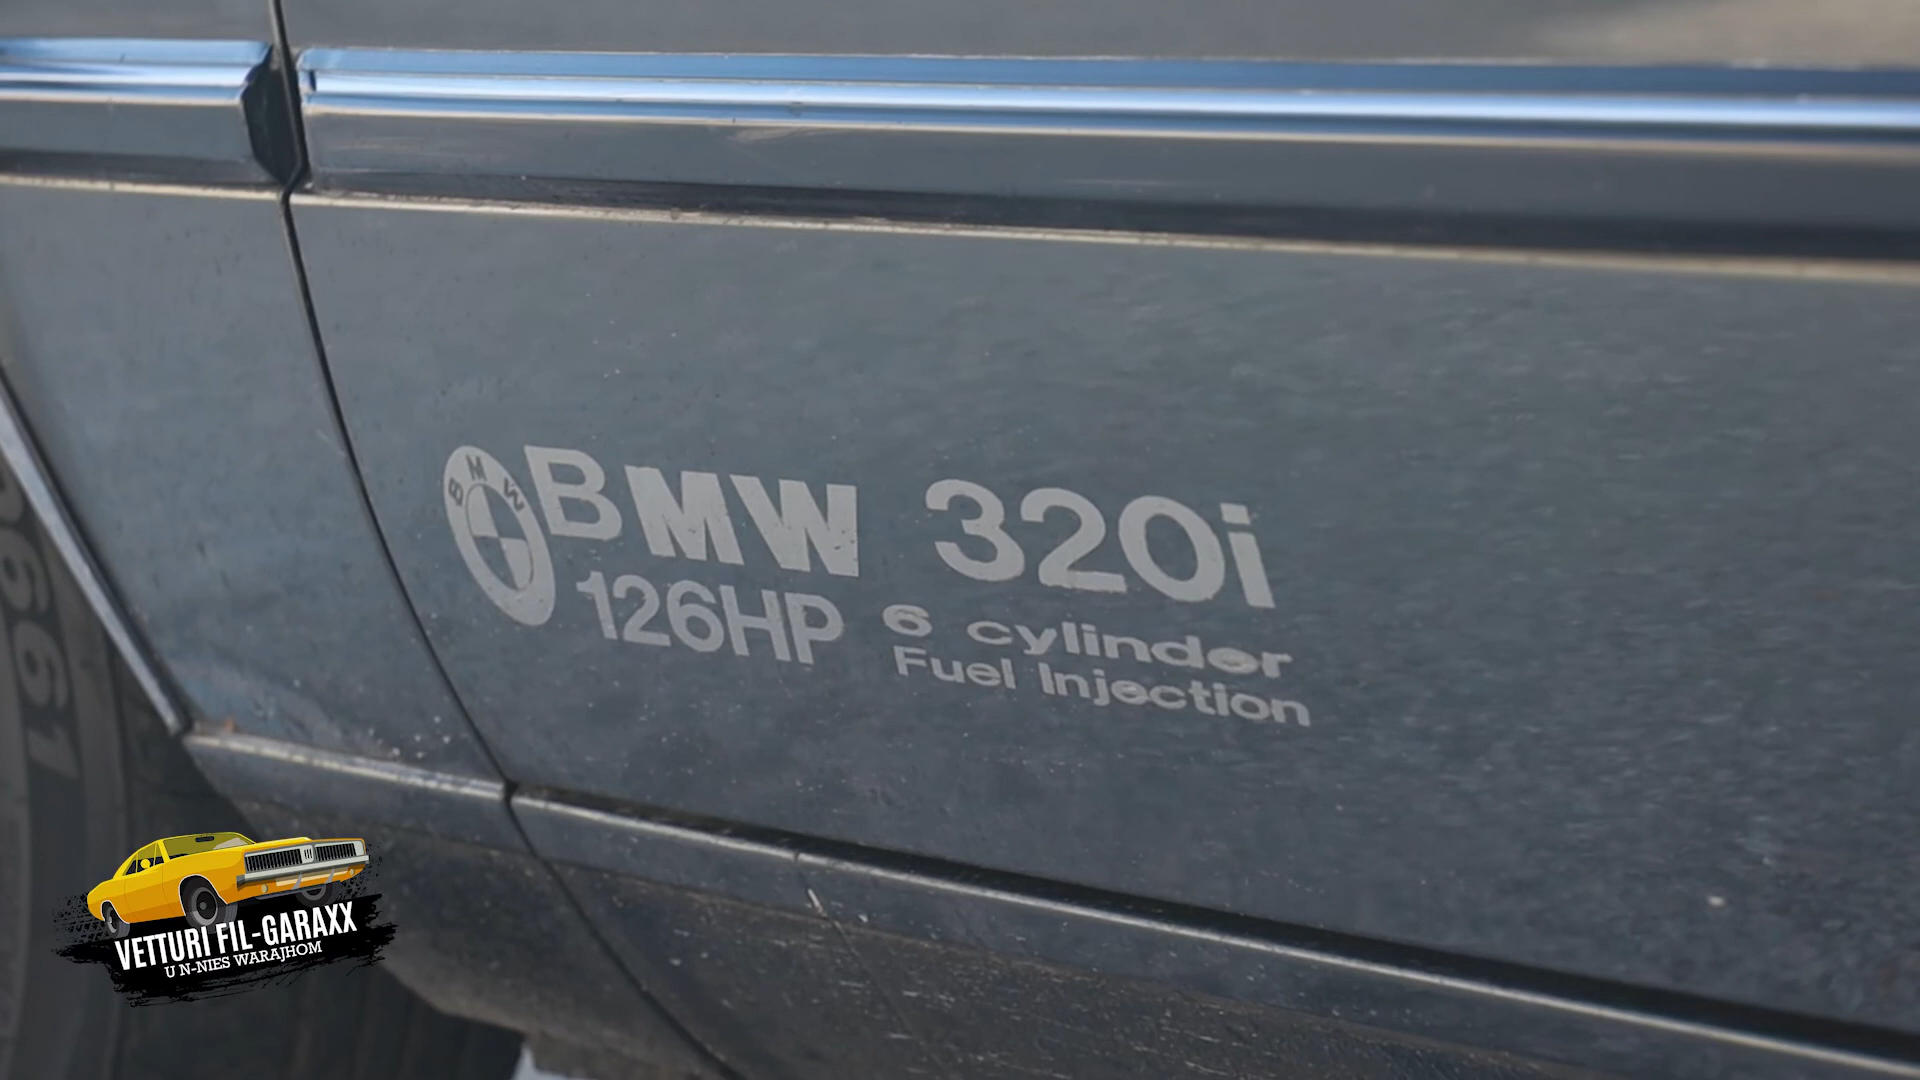 BMW
BMW 320i
126HP
6 cylinder
Fuel Injection
VETTURI FIL-GARAXX
U N-NIES WARAJHOM